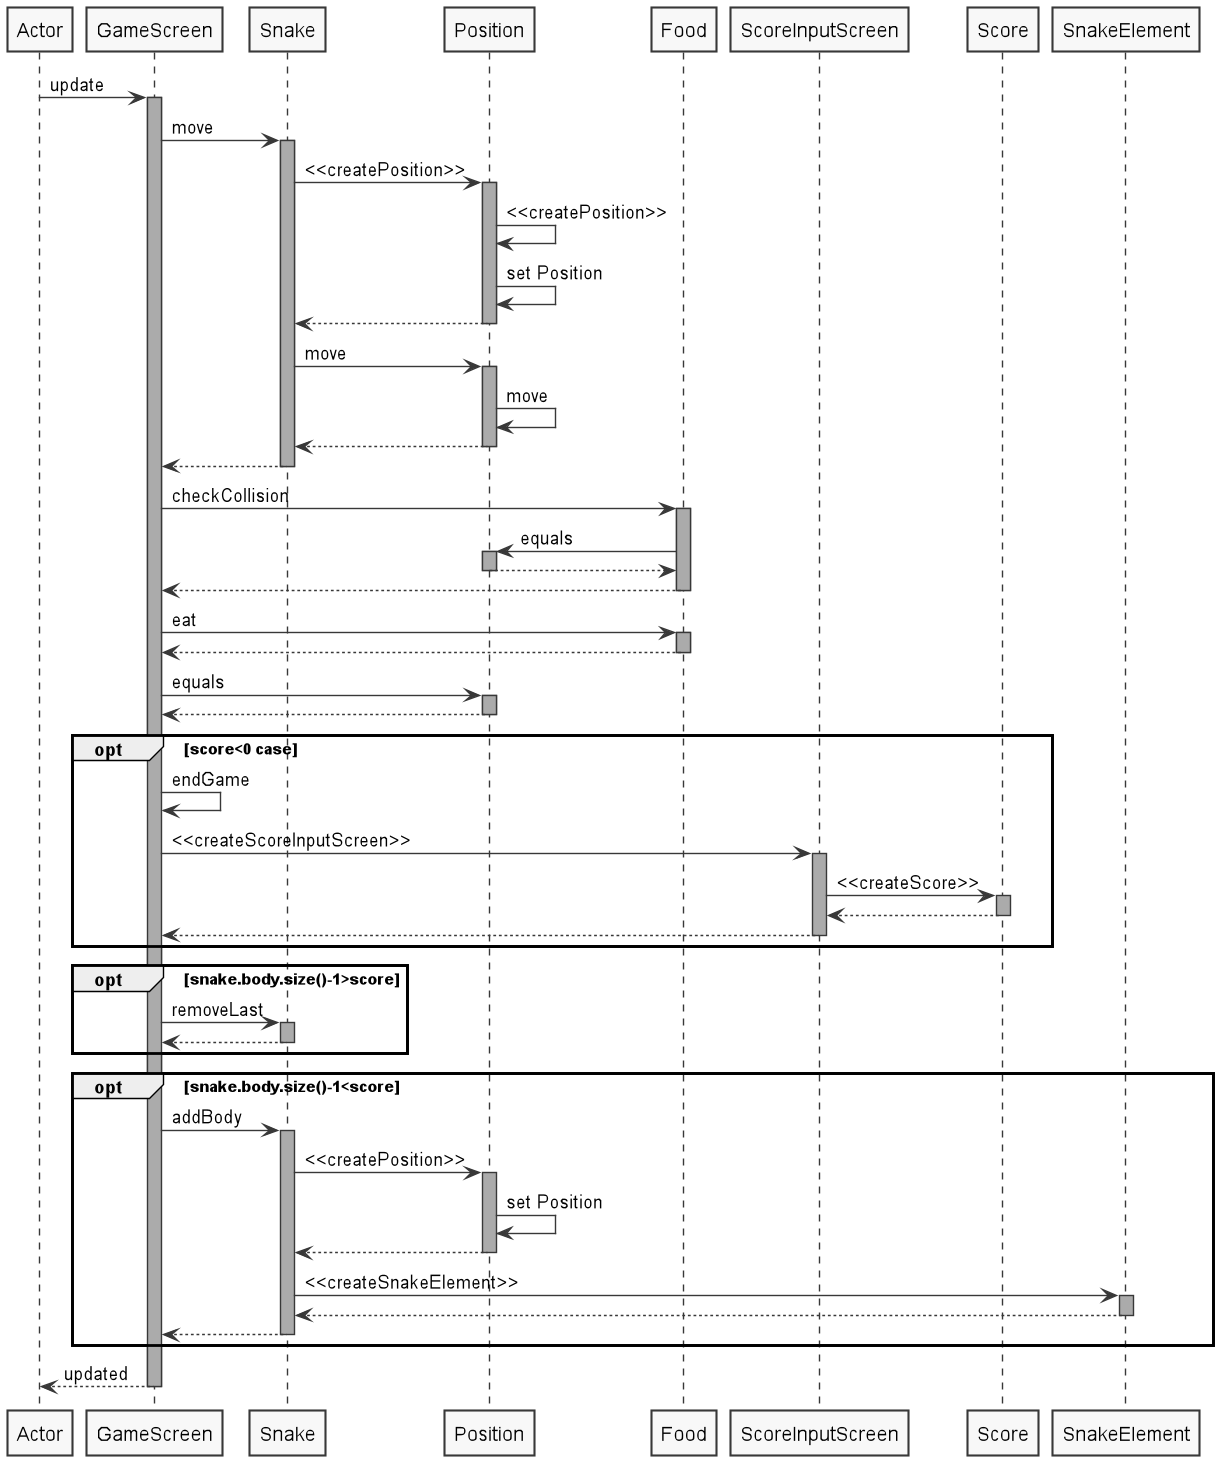 Actor GameScreen Snake Position Food ScoreInputScreen Score SnakeElement
update
move
<<createPosition>>
<<createPosition>>
set Position
move
move
checkCollision
equals
eat
equals
opt [score<0 case]
endGame
<<createScoreInputScreen>>
<<createScore>>
opt [snake.body.size()-1>score]
removeLast
opt [snake.body.size()-1<score]
addBody
<<createPosition>>
set Position
<<createSnakeElement>>
updated
Actor GameScreen Snake Position Food ScoreInputScreen Score SnakeElement